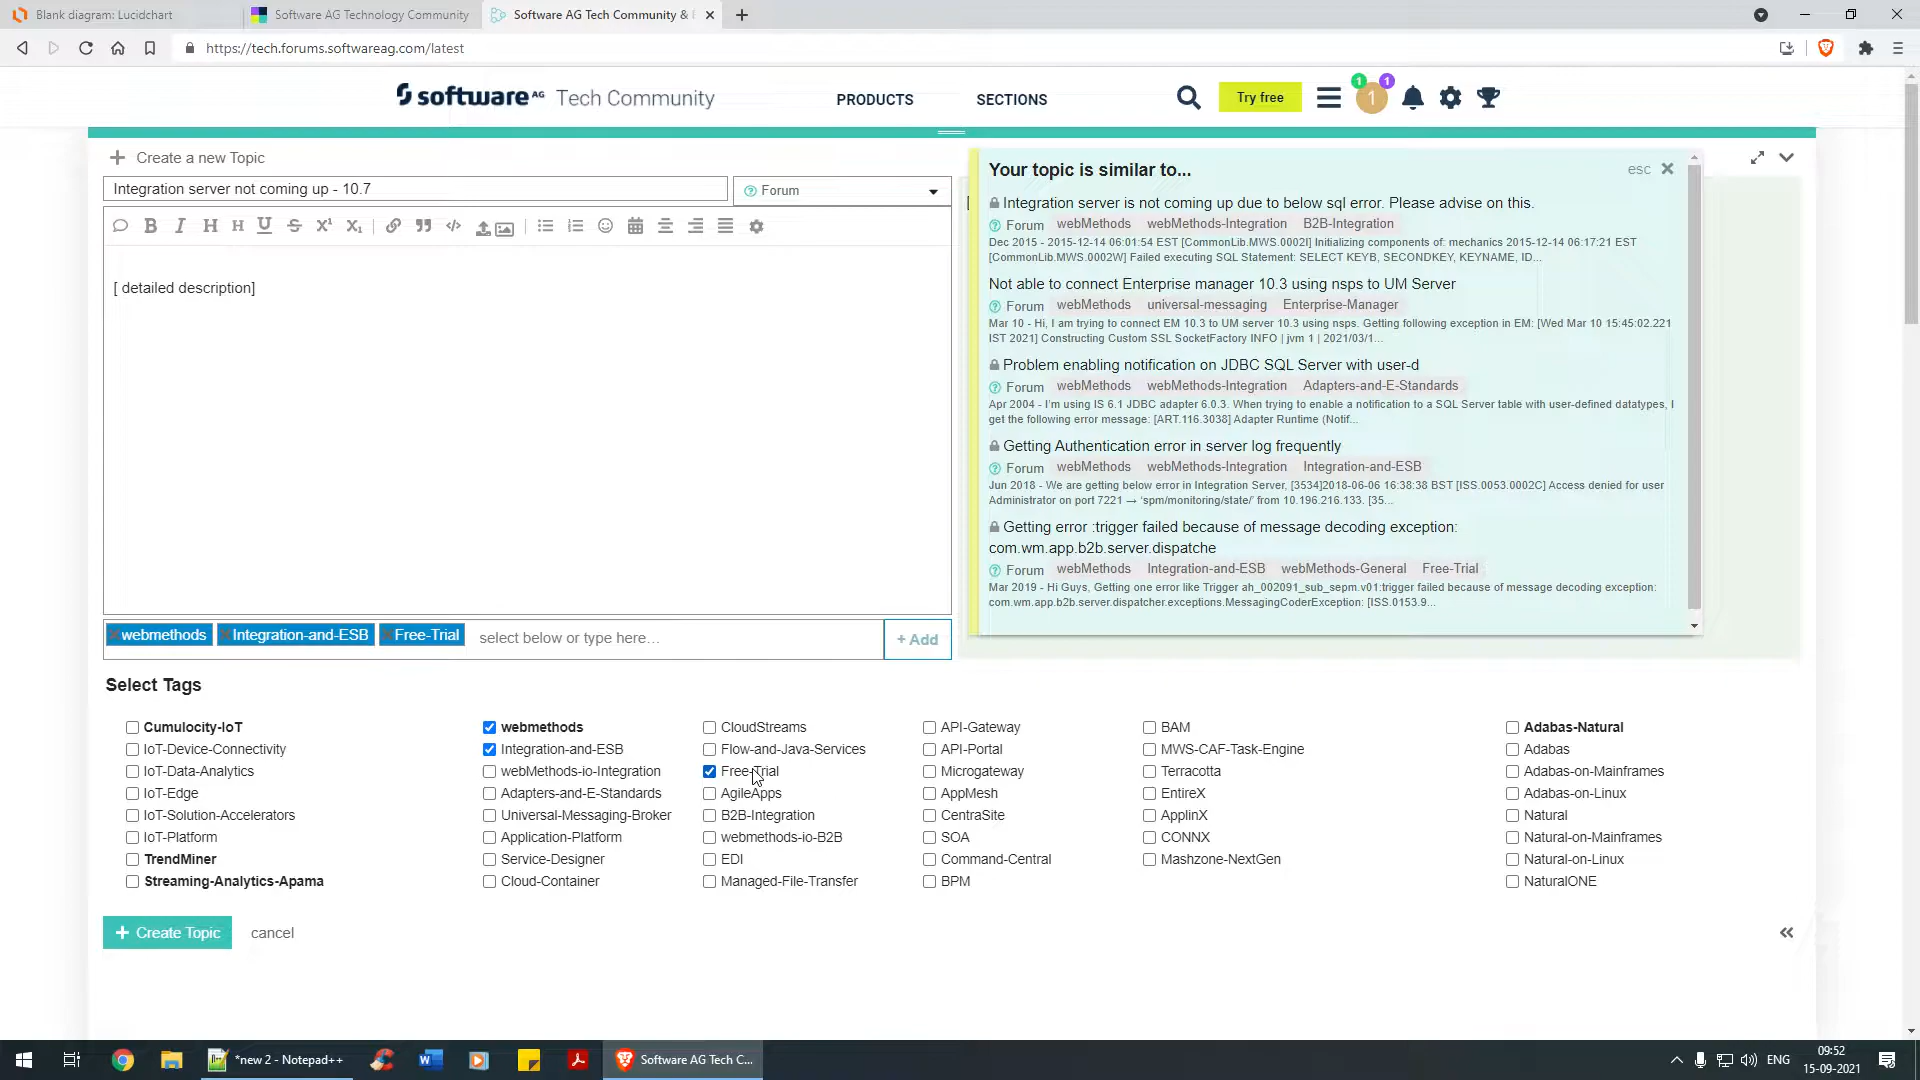 Blank diagram: Lucidchart
Software AG Technology Community
Software AG Tech Community &
https://tech.forums.softwareag.com/latest
software AG Tech Community
PRODUCTS
SECTIONS
Try free
1
1
1
Create a new Topic
Integration server not coming up - 10.7
Forum
[ detailed description]
Your topic is similar to...
esc
Integration server is not coming up due to below sql error. Please advise on this.
Forum webMethods webMethods-Integration B2B-Integration
Dec 2015 - 2015-12-14 06:01:54 EST [CommonLib.MWS.0002I] Initializing components of: mechanics 2015-12-14 06:17:21 EST
[CommonLib.MWS.0002W] Failed executing SQL Statement: SELECT KEYB, SECONDKEY, KEYNAME, ID...
Not able to connect Enterprise manager 10.3 using nsps to UM Server
Forum webMethods universal-messaging Enterprise-Manager
Mar 10 - Hi, I am trying to connect EM 10.3 to UM server 10.3 using nsps. Getting following exception in EM: [Wed Mar 10 15:45:02.221
IST 2021] Constructing Custom SSL SocketFactory INFO | jvm 1 | 2021/03/1...
Problem enabling notification on JDBC SQL Server with user-d
Forum webMethods webMethods-Integration Adapters-and-E-Standards
Apr 2004 - I'm using IS 6.1 JDBC adapter 6.0.3. When trying to enable a notification to a SQL Server table with user-defined datatypes, I
get the following error message: [ART.116.3038] Adapter Runtime (Notif...
Getting Authentication error in server log frequently
Forum webMethods webMethods-Integration Integration-and-ESB
Jun 2018 - We are getting below error in Integration Server, [3534]2018-06-06 16:38:38 BST [ISS.0053.0002C] Access denied for user
Administrator on port 7221 → 'spm/monitoring/state/' from 10.196.216.133. [35...
Getting error :trigger failed because of message decoding exception:
com.wm.app.b2b.server.dispatche
Forum webMethods Integration-and-ESB webMethods-General Free-Trial
Mar 2019 - Hi Guys, Getting one error like Trigger ah_002091_sub_sepm.v01:trigger failed because of message decoding exception:
com.wm.app.b2b.server.dispatcher.exceptions.MessagingCoderException: [ISS.0153.9...
webmethods Integration-and-ESB Free-Trial select below or type here…
+ Add
Select Tags
Cumulocity-IoT
IoT-Device-Connectivity
IoT-Data-Analytics
IoT-Edge
IoT-Solution-Accelerators
IoT-Platform
TrendMiner
Streaming-Analytics-Apama
webmethods
Integration-and-ESB
webMethods-io-Integration
Adapters-and-E-Standards
Universal-Messaging-Broker
Application-Platform
Service-Designer
Cloud-Container
CloudStreams
Flow-and-Java-Services
Free-Trial
AgileApps
B2B-Integration
webmethods-io-B2B
EDI
Managed-File-Transfer
API-Gateway
API-Portal
Microgateway
AppMesh
CentraSite
SOA
Command-Central
BPM
BAM
MWS-CAF-Task-Engine
Terracotta
EntireX
ApplinX
CONNX
Mashzone-NextGen
Adabas-Natural
Adabas
Adabas-on-Mainframes
Adabas-on-Linux
Natural
Natural-on-Mainframes
Natural-on-Linux
NaturalONE
+ Create Topic
cancel
*new 2 - Notepad++
Software AG Tech C...
ENG
09:52
15-09-2021